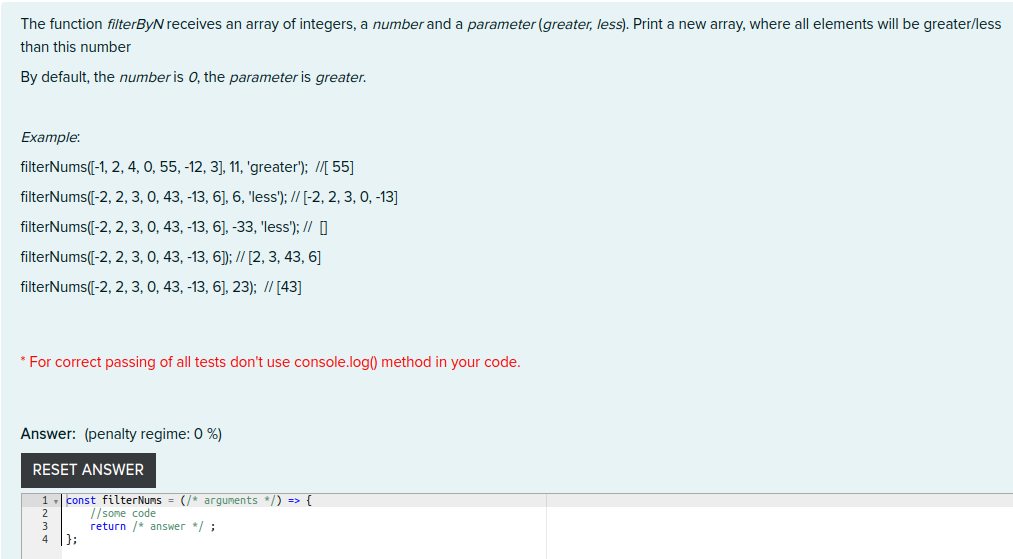 The function filterByN receives an array of integers, a number and a parameter (greater, less). Print a new array, where all elements will be greater/less
than this number
By default, the number is 0, the parameter is greater.
Example:
filterNums([-1, 2, 4, 0, 55, -12, 3], 11, 'greater');  //[ 55]
filterNums([-2, 2, 3, 0, 43, -13, 6], 6, 'less'); // [-2, 2, 3, 0, -13]
filterNums([-2, 2, 3, 0, 43, -13, 6], -33, 'less'); //  []
filterNums([-2, 2, 3, 0, 43, -13, 6]); // [2, 3, 43, 6]
filterNums([-2, 2, 3, 0, 43, -13, 6], 23);  // [43]
* For correct passing of all tests don't use console.log() method in your code.
Answer:  (penalty regime: 0 %)
RESET ANSWER
1 const filterNums = (/* arguments */) => {
2     //some code
3     return /* answer */ ;
4 };